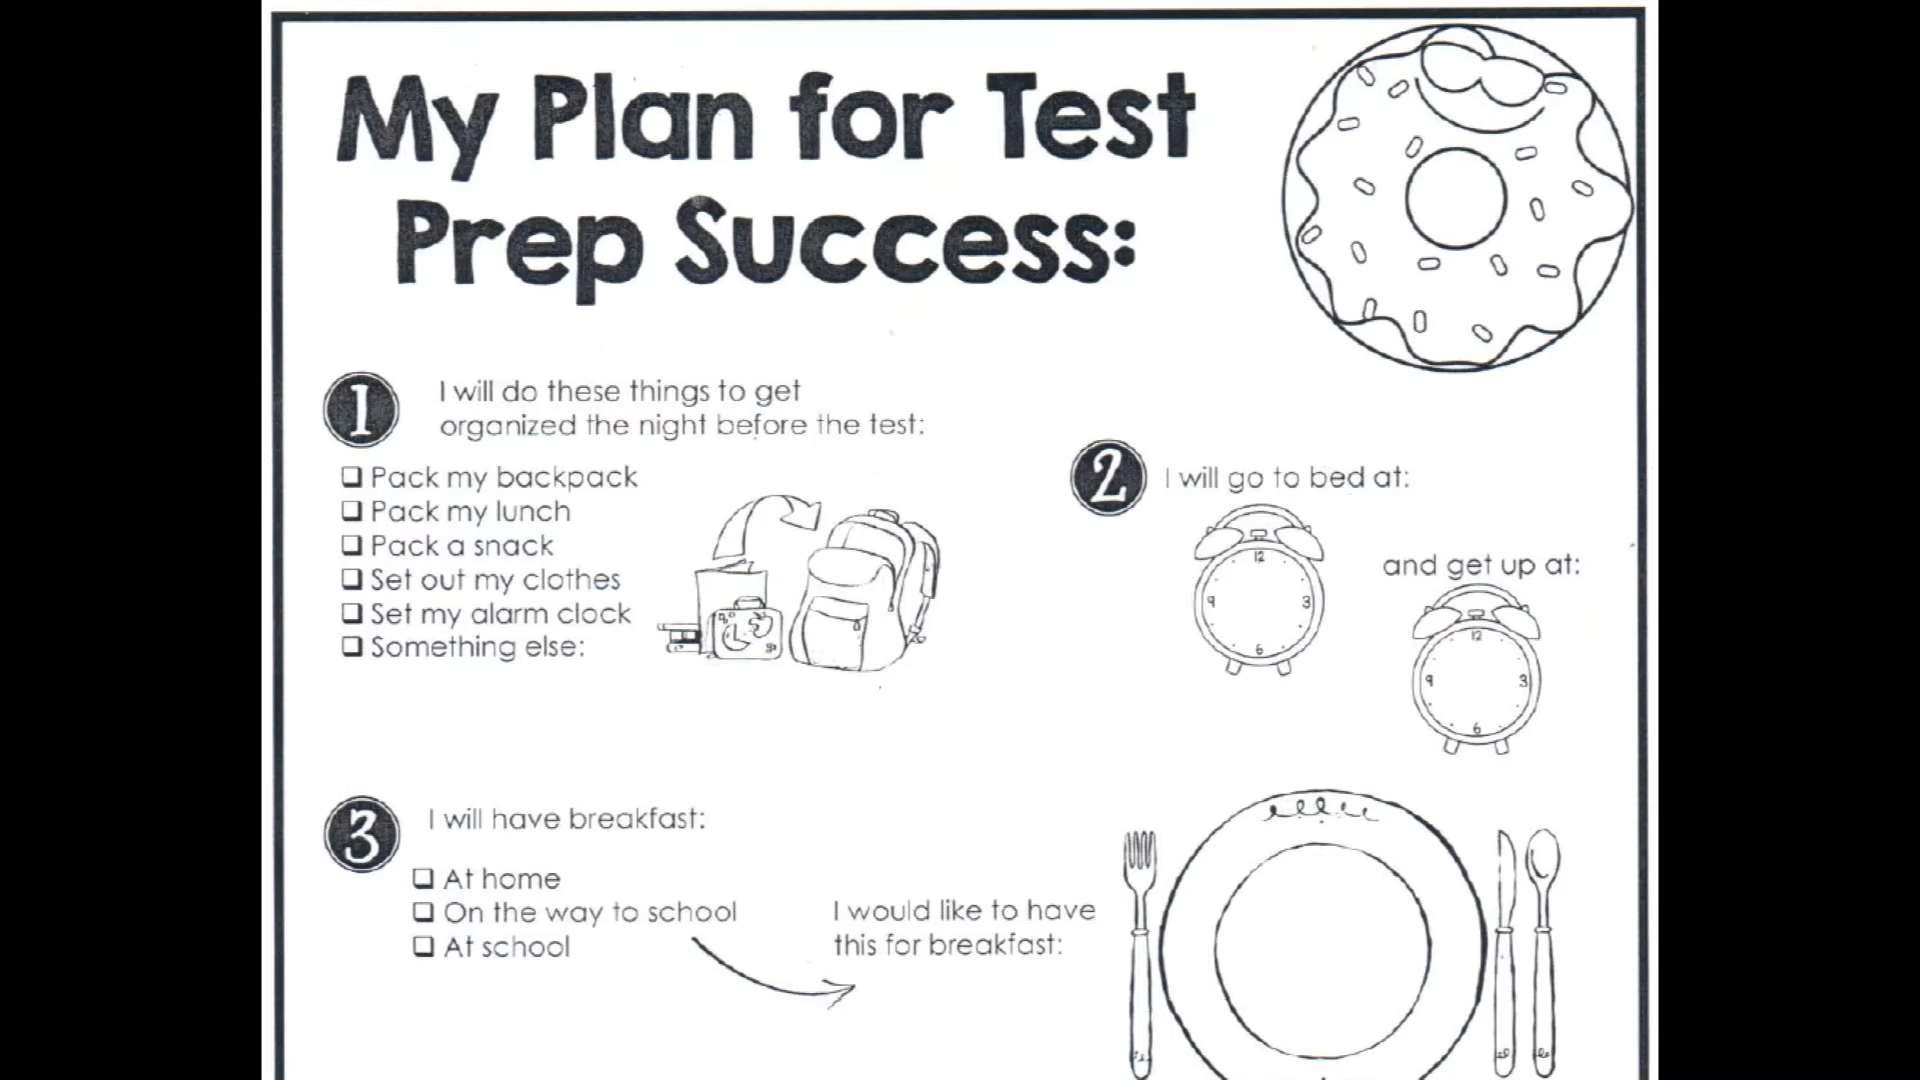 My Plan for Test
Prep Success:
1
I will do these things to get
organized the night before the test:
Pack my backpack
Pack my lunch
Pack a snack
Set out my clothes
Set my alarm clock
Something else:
2
I will go to bed at:
12
9 3
6
and get up at:
12
9 3
6
3
I will have breakfast:
At home
On the way to school
At school
I would like to have
this for breakfast: